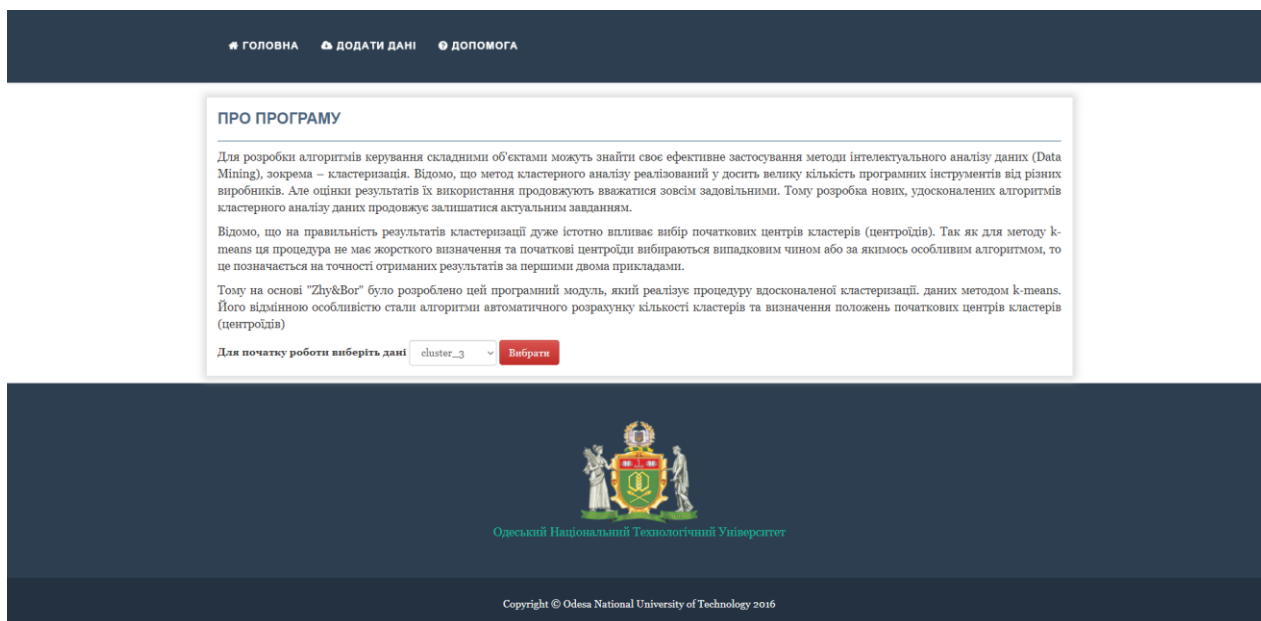 ГОЛОВНА ДОДАТИ ДАНІ ДОПОМОГА
ПРО ПРОГРАМУ
Для розробки алгоритмів керування складними об'єктами можуть знайти своє ефективне застосування методи інтелектуального аналізу даних (Data
Mining), зокрема – кластеризація. Відомо, що метод кластерного аналізу реалізований у досить велику кількість програмних інструментів від різних
виробників. Але оцінки результатів їх використання продовжують вважатися зовсім задовільними. Тому розробка нових, удосконалених алгоритмів
кластерного аналізу даних продовжує залишатися актуальним завданням.
Відомо, що на правильність результатів кластеризації дуже істотно впливає вибір початкових центрів кластерів (центроїдів). Так як для методу k-
means ця процедура не має жорсткого визначення та початкові центроїди вибираються випадковим чином або за якимось особливим алгоритмом, то
це позначається на точності отриманих результатів за першими двома прикладами.
Тому на основі "Zhy&Bor" було розроблено цей програмний модуль, який реалізує процедуру вдосконаленої кластеризації. даних методом k-means.
Його відмінною особливістю стали алгоритми автоматичного розрахунку кількості кластерів та визначення положень початкових центрів кластерів
(центроїдів)
Для початку роботи виберіть дані cluster_3 Вибрати
Одеський Національний Технологічний Університет
Copyright © Odesa National University of Technology 2016